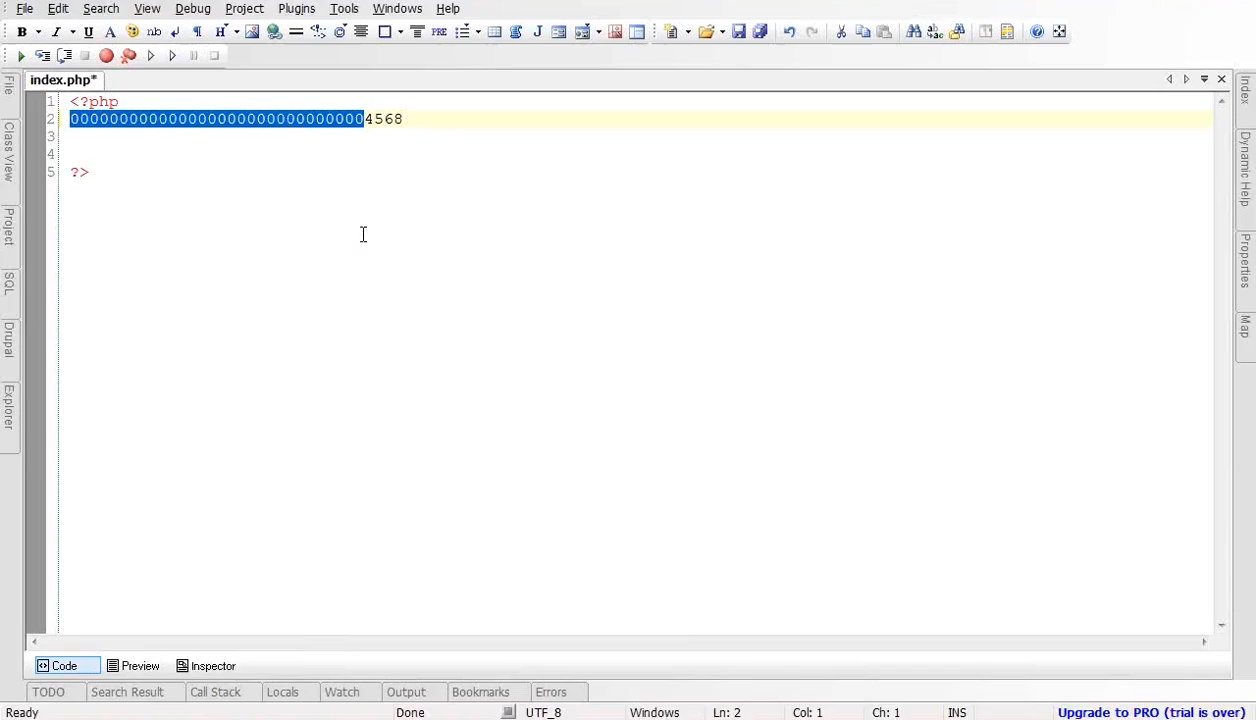 File Edit Search View Debug Project Plugins Tools Windows Help
B I U A nb ¶ H PRE J
index.php*
1 <?php
2 0000000000000000000000000000004568
3
4
5 ?>
File
Class View
Project
SQL
Drupal
Explorer
Index
Dynamic Help
Properties
Map
Code Preview Inspector
TODO Search Result Call Stack Locals Watch Output Bookmarks Errors
Ready Done UTF_8 Windows Ln: 2 Col: 1 Ch: 1 INS Upgrade to PRO (trial is over)